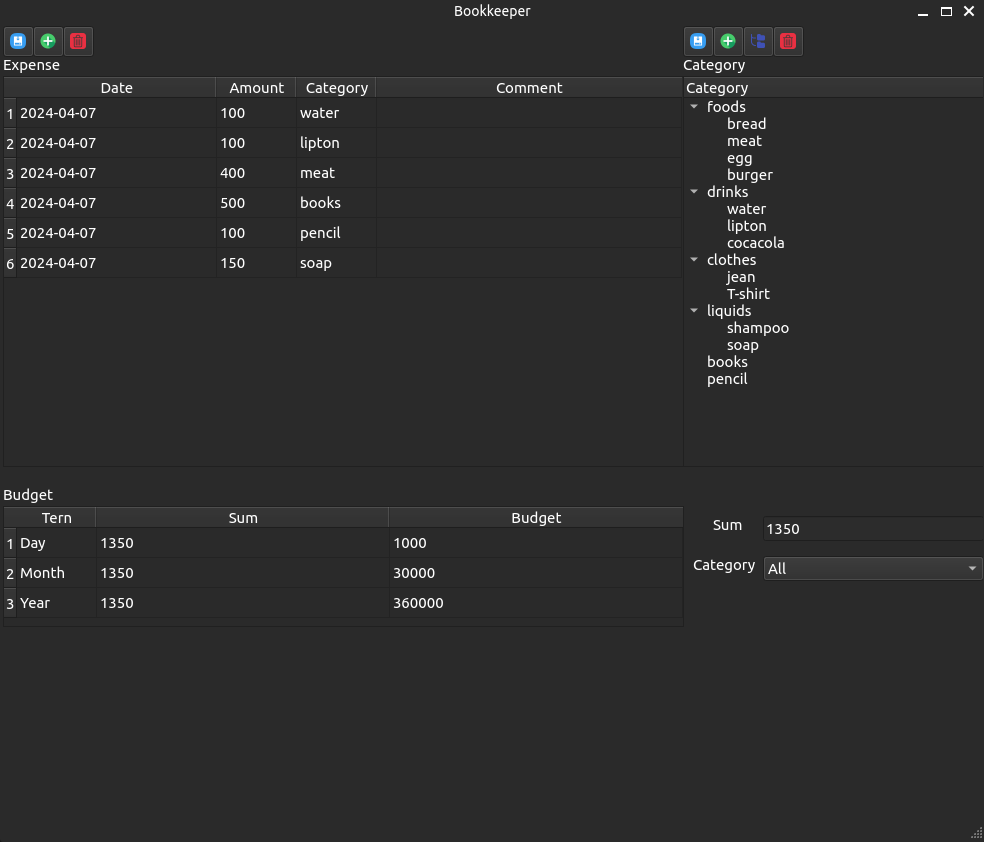 Bookkeeper
Expense
Date Amount Category Comment
1 2024-04-07 100 water
2 2024-04-07 100 lipton
3 2024-04-07 400 meat
4 2024-04-07 500 books
5 2024-04-07 100 pencil
6 2024-04-07 150 soap
Category
Category
foods
bread
meat
egg
burger
drinks
water
lipton
cocacola
clothes
jean
T-shirt
liquids
shampoo
soap
books
pencil
Budget
Tern Sum Budget
1 Day 1350 1000
2 Month 1350 30000
3 Year 1350 360000
Sum 1350
Category All